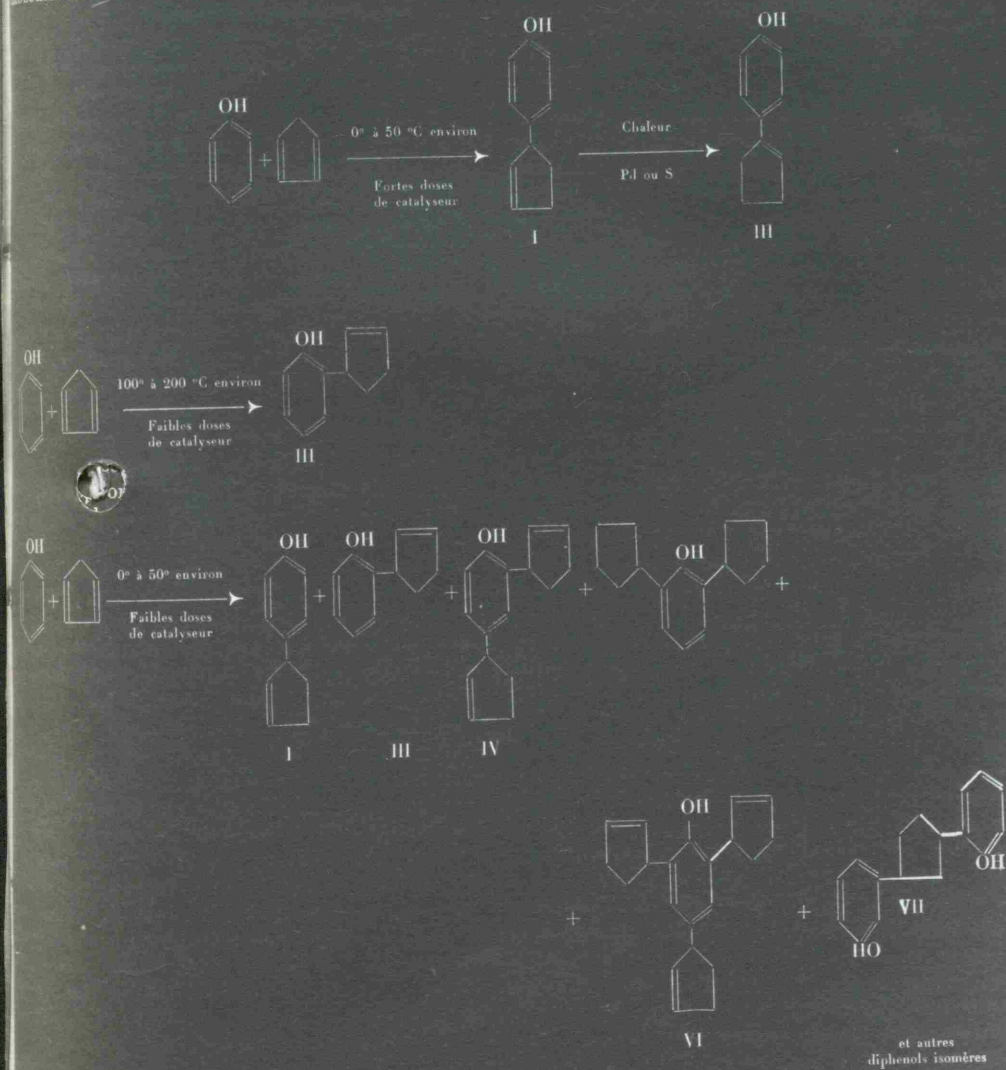 OH
OH
OH
+
0° à 50 °C environ
Fortes doses
de catalyseur
Chaleur
Pd ou S
I
III
OH
OH
+
100° à 200 °C environ
Faibles doses
de catalyseur
III
OH
OH
OH
OH
OH
+
0° à 50° environ
Faibles doses
de catalyseur
+
+
+
+
I
III
IV
OH
OH
+
+
VII
HO
VI
et autres
diphenols isomères